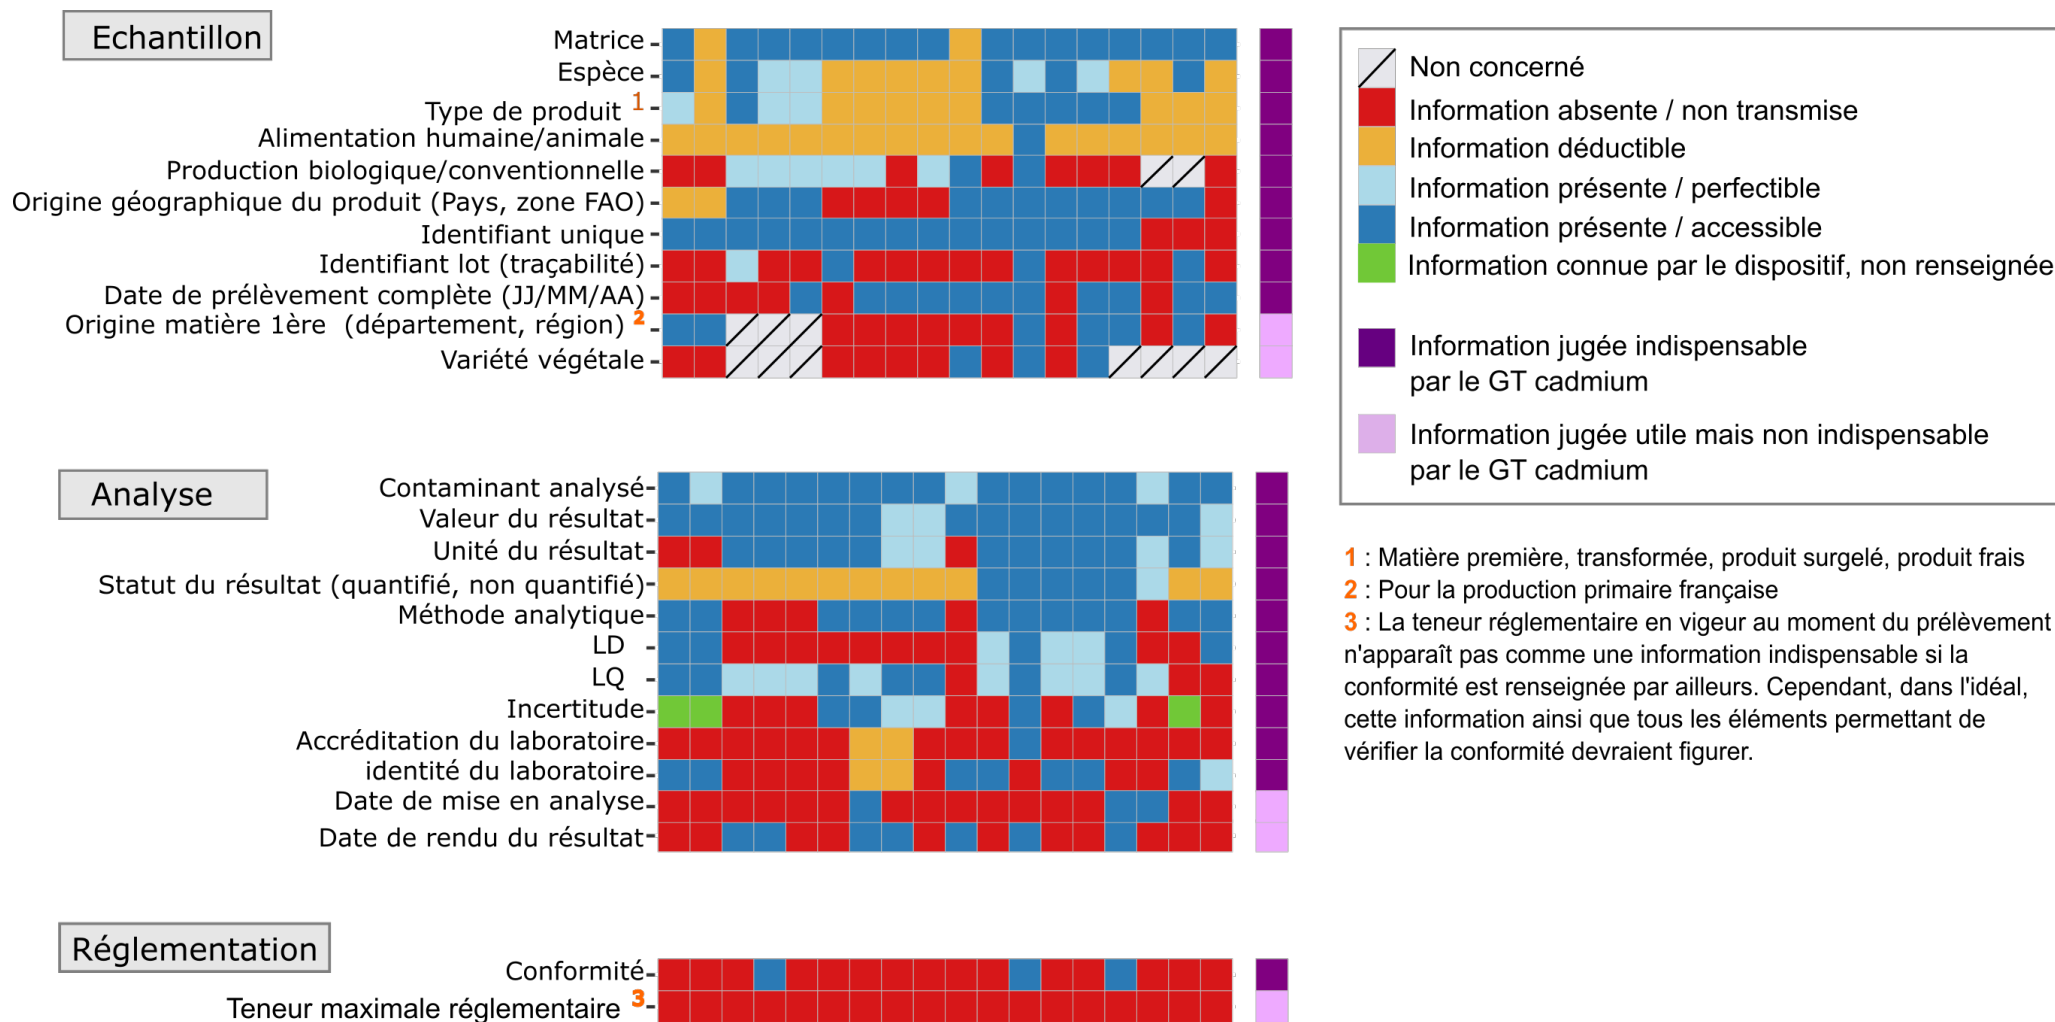 Echantillon
Matrice
Espèce
Type de produit 1
Alimentation humaine/animale
Production biologique/conventionnelle
Origine géographique du produit (Pays, zone FAO)
Identifiant unique
Identifiant lot (traçabilité)
Date de prélèvement complète (JJ/MM/AA)
Origine matière 1ère (département, région) 2
Variété végétale
Analyse
Contaminant analysé
Valeur du résultat
Unité du résultat
Statut du résultat (quantifié, non quantifié)
Méthode analytique
LD
LQ
Incertitude
Accréditation du laboratoire
identité du laboratoire
Date de mise en analyse
Date de rendu du résultat
Réglementation
Conformité
Teneur maximale réglementaire 3
Non concerné
Information absente / non transmise
Information déductible
Information présente / perfectible
Information présente / accessible
Information connue par le dispositif, non renseignée
Information jugée indispensable
par le GT cadmium
Information jugée utile mais non indispensable
par le GT cadmium
1 : Matière première, transformée, produit surgelé, produit frais
2 : Pour la production primaire française
3 : La teneur réglementaire en vigueur au moment du prélèvement
n'apparaît pas comme une information indispensable si la
conformité est renseignée par ailleurs. Cependant, dans l'idéal,
cette information ainsi que tous les éléments permettant de
vérifier la conformité devraient figurer.